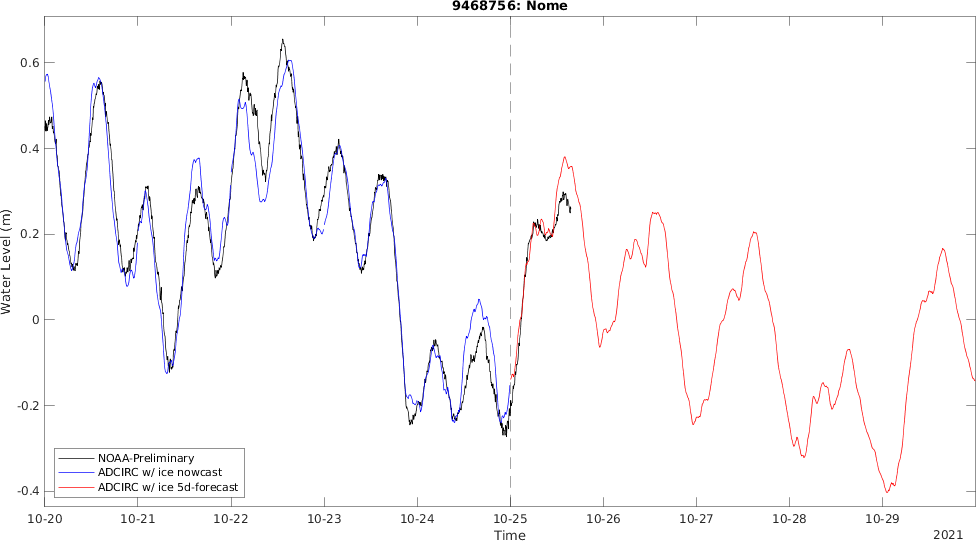 9468756: Nome
Water Level (m)
0.6
0.4
0.2
0
-0.2
-0.4
NOAA-Preliminary
ADCIRC w/ ice nowcast
ADCIRC w/ ice 5d-forecast
10-20 10-21 10-22 10-23 10-24 10-25 10-26 10-27 10-28 10-29
Time
2021